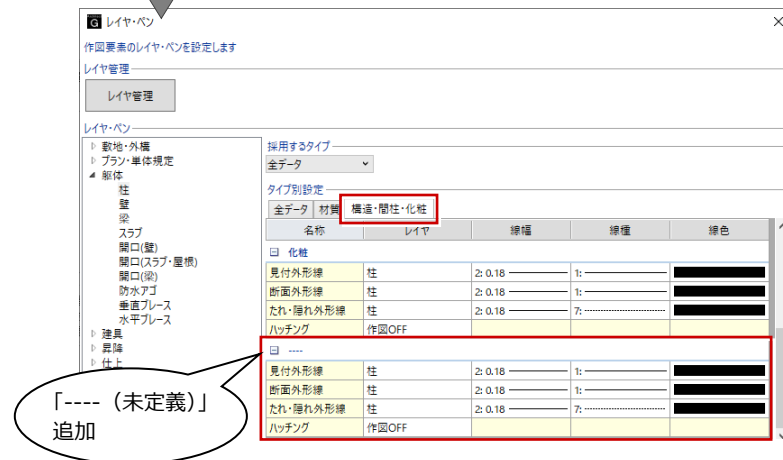 G レイヤ・ペン ×
作図要素のレイヤ・ペンを設定します
レイヤ管理
レイヤ管理
レイヤ・ペン
敷地・外構
プラン・単体規定
躯体
柱
壁
梁
スラブ
開口(壁)
開口(スラブ・屋根)
開口(梁)
防水アゴ
垂直ブレース
水平ブレース
建具
昇降
仕上
採用するタイプ
全データ
タイプ別設定
全データ 材質 構造・間柱・化粧
名称 レイヤ 線幅 線種 線色
化粧
見付外形線 柱 2: 0.18 1:
断面外形線 柱 2: 0.18 1:
たれ・隠れ外形線 柱 2: 0.18 7:
ハッチング 作図OFF
----
見付外形線 柱 2: 0.18 1:
断面外形線 柱 2: 0.18 1:
たれ・隠れ外形線 柱 2: 0.18 7:
ハッチング 作図OFF
「----（未定義）」
追加